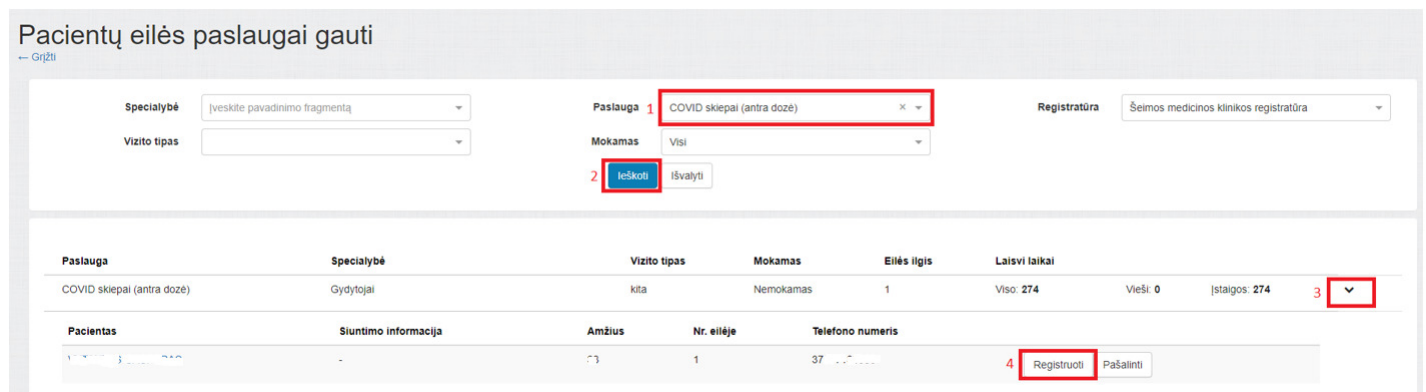 Pacientų eilės paslaugai gauti
← Grįžti
Specialybė Įveskite pavadinimo fragmentą Paslauga 1 COVID skiepai (antra dozė) × Registratūra Šeimos medicinos klinikos registratūra
Vizito tipas Mokamas Visi
2 Ieškoti Išvalyti
Paslauga Specialybė Vizito tipas Mokamas Eilės ilgis Laisvi laikai
COVID skiepai (antra dozė) Gydytojai kita Nemokamas 1 Viso: 274 Vieši: 0 Įstaigos: 274 3
Pacientas Siuntimo informacija Amžius Nr. eilėje Telefono numeris
- 1 37 4 Registruoti Pašalinti